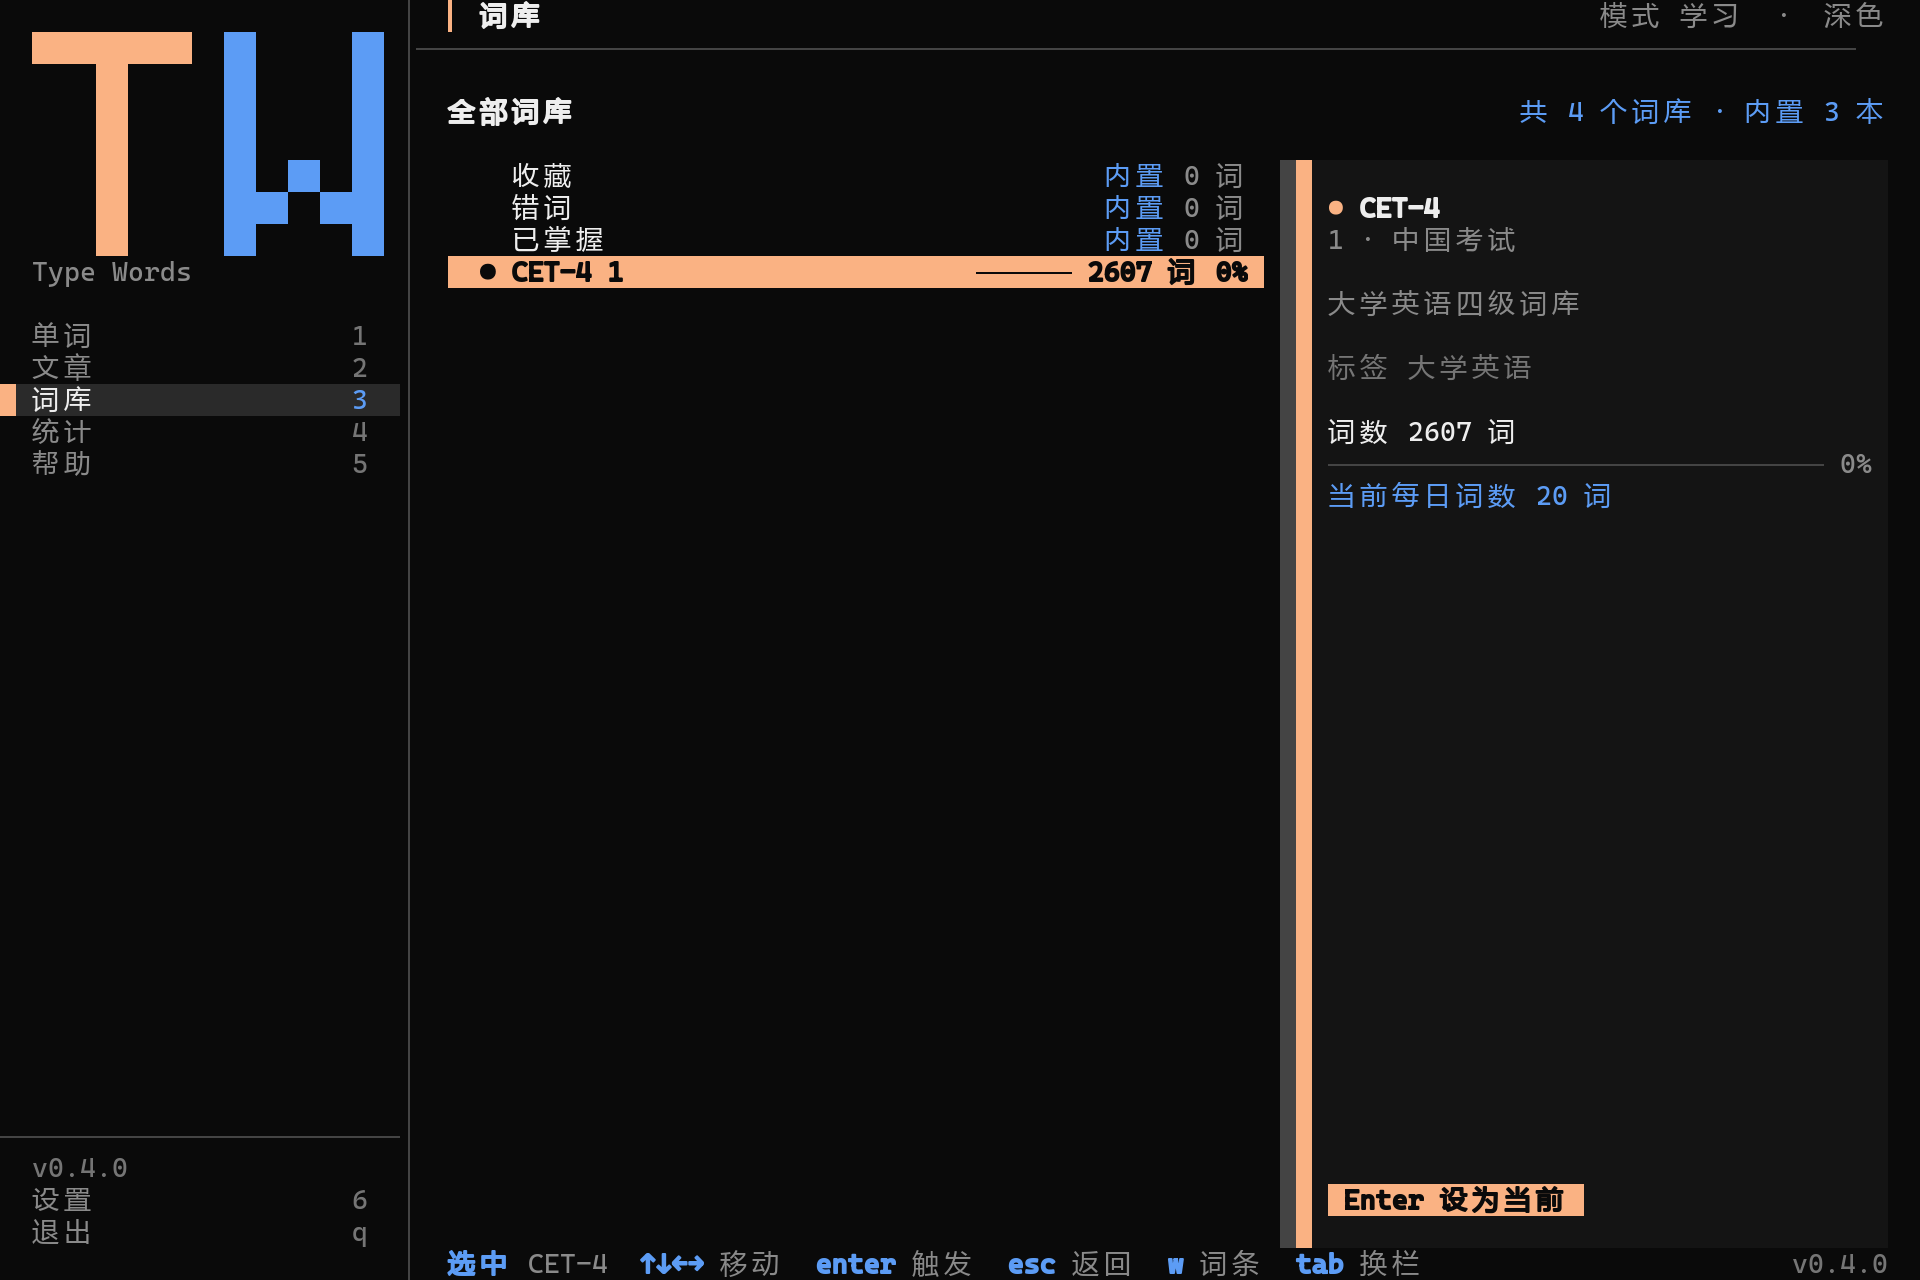 TW
Type Words
单词 1
文章 2
词库 3
统计 4
帮助 5
v0.4.0
设置 6
退出 q
词库 模式 学习 · 深色
全部词库 共 4 个词库 · 内置 3 本
收藏 内置 0 词
错词 内置 0 词
已掌握 内置 0 词
● CET-4 1 2607 词 0%
● CET-4
1 · 中国考试
大学英语四级词库
标签 大学英语
词数 2607 词
0%
当前每日词数 20 词
Enter 设为当前
选中 CET-4 ↑↓←→ 移动 enter 触发 esc 返回 w 词条 tab 换栏 v0.4.0